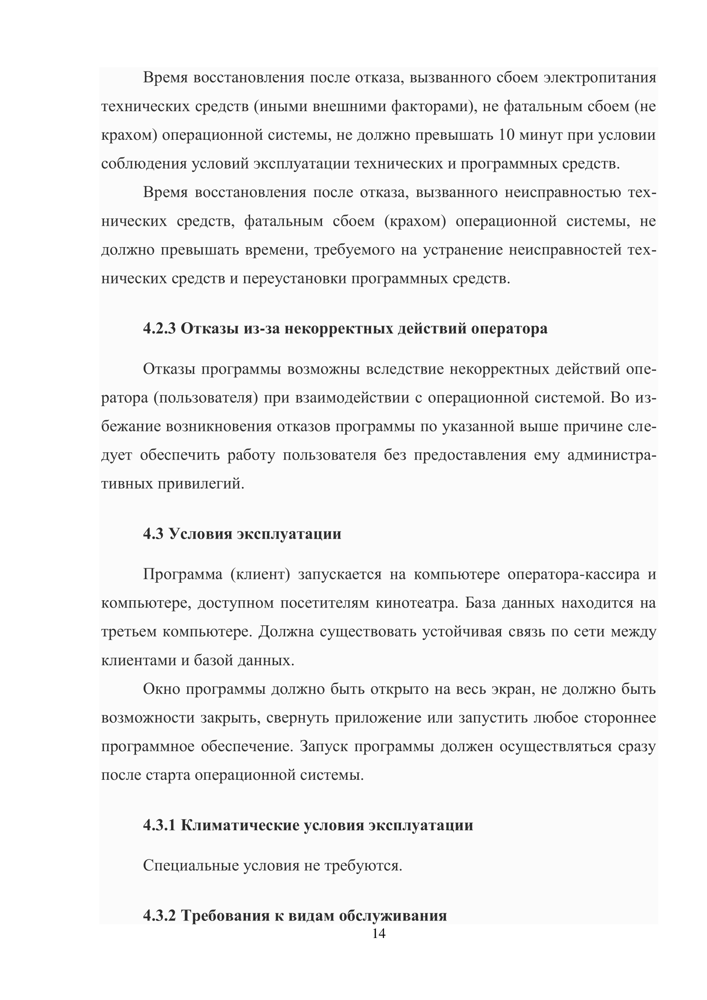 Время восстановления после отказа, вызванного сбоем электропитания
технических средств (иными внешними факторами), не фатальным сбоем (не
крахом) операционной системы, не должно превышать 10 минут при условии
соблюдения условий эксплуатации технических и программных средств.
Время восстановления после отказа, вызванного неисправностью тех-
нических средств, фатальным сбоем (крахом) операционной системы, не
должно превышать времени, требуемого на устранение неисправностей тех-
нических средств и переустановки программных средств.
4.2.3 Отказы из-за некорректных действий оператора
Отказы программы возможны вследствие некорректных действий опе-
ратора (пользователя) при взаимодействии с операционной системой. Во из-
бежание возникновения отказов программы по указанной выше причине сле-
дует обеспечить работу пользователя без предоставления ему администра-
тивных привилегий.
4.3 Условия эксплуатации
Программа (клиент) запускается на компьютере оператора-кассира и
компьютере, доступном посетителям кинотеатра. База данных находится на
третьем компьютере. Должна существовать устойчивая связь по сети между
клиентами и базой данных.
Окно программы должно быть открыто на весь экран, не должно быть
возможности закрыть, свернуть приложение или запустить любое стороннее
программное обеспечение. Запуск программы должен осуществляться сразу
после старта операционной системы.
4.3.1 Климатические условия эксплуатации
Специальные условия не требуются.
4.3.2 Требования к видам обслуживания
14